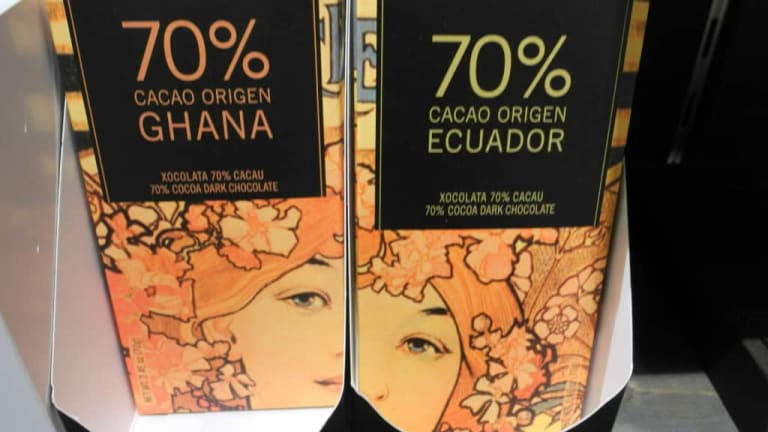 70%
CACAO ORIGEN
GHANA
XOCOLATA 70% CACAU
70% COCOA DARK CHOCOLATE
70%
CACAO ORIGEN
ECUADOR
XOCOLATA 70% CACAU
70% COCOA DARK CHOCOLATE